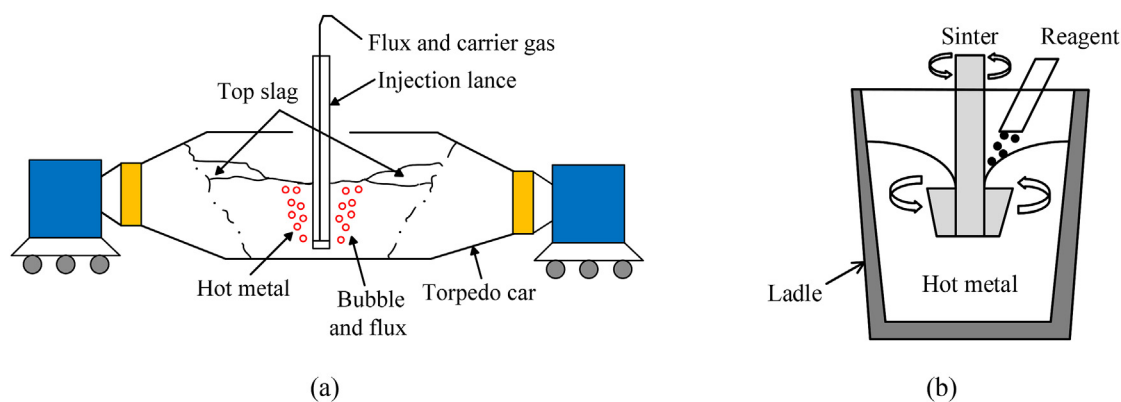 Flux and carrier gas
Injection lance
Top slag
Hot metal
Bubble
and flux
Torpedo car
(a)
Sinter
Reagent
Ladle
Hot metal
(b)